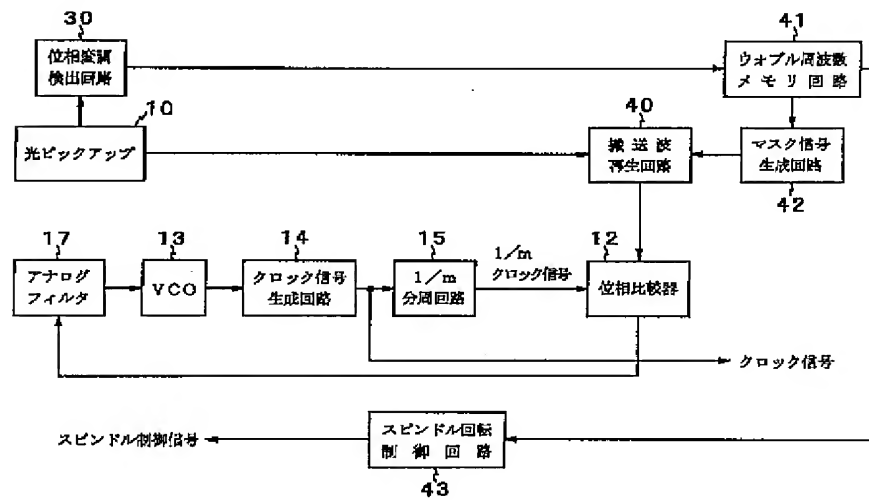 30
位相変調
検出回路
10
光ピックアップ
41
ウォブル周波数
メモリ回路
40
搬送波
再生回路
マスク信号
生成回路
42
17
アナログ
フィルタ
13
VCO
14
クロック信号
生成回路
15
1/m
分周回路
1/m
クロック信号
12
位相比較器
クロック信号
スピンドル制御信号
スピンドル回転
制御回路
43